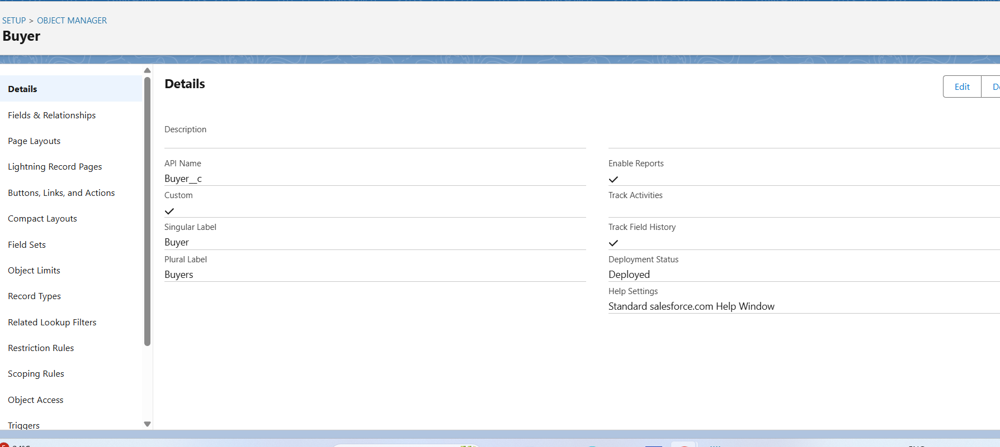 SETUP > OBJECT MANAGER
Buyer
Details
Fields & Relationships
Page Layouts
Lightning Record Pages
Buttons, Links, and Actions
Compact Layouts
Field Sets
Object Limits
Record Types
Related Lookup Filters
Restriction Rules
Scoping Rules
Object Access
Triggers
Details
Edit
Description
API Name
Buyer__c
Custom
Singular Label
Buyer
Plural Label
Buyers
Enable Reports
Track Activities
Track Field History
Deployment Status
Deployed
Help Settings
Standard salesforce.com Help Window